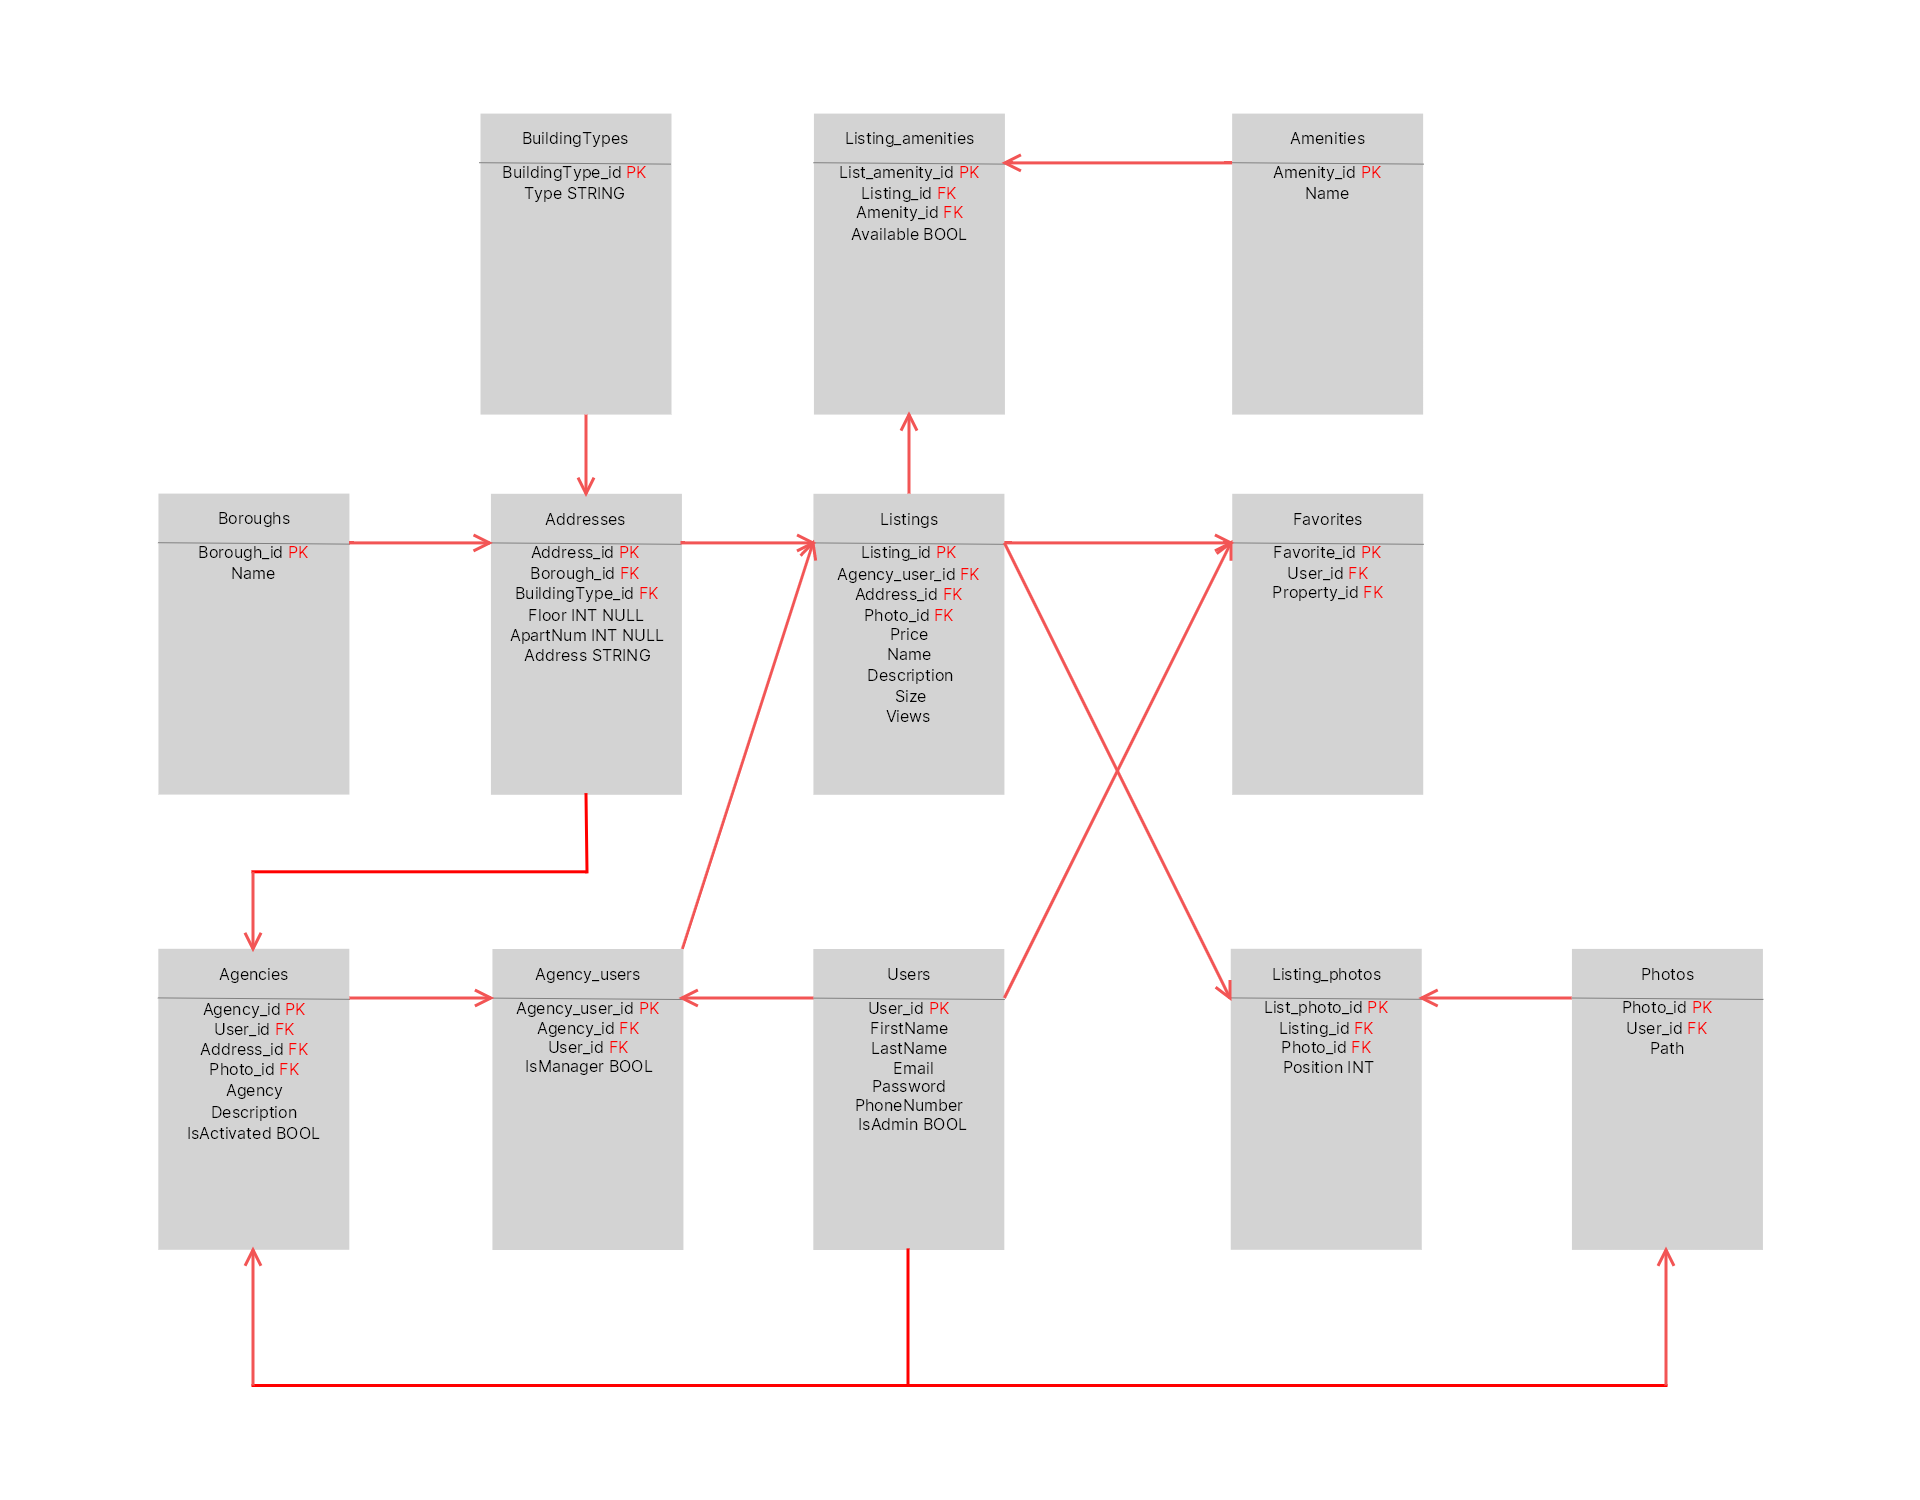 BuildingTypes
BuildingType_id PK
Type STRING
Listing_amenities
List_amenity_id PK
Listing_id FK
Amenity_id FK
Available BOOL
Amenities
Amenity_id PK
Name
Boroughs
Borough_id PK
Name
Addresses
Address_id PK
Borough_id FK
BuildingType_id FK
Floor INT NULL
ApartNum INT NULL
Address STRING
Listings
Listing_id PK
Agency_user_id FK
Address_id FK
Photo_id FK
Price
Name
Description
Size
Views
Favorites
Favorite_id PK
User_id FK
Property_id FK
Agencies
Agency_id PK
User_id FK
Address_id FK
Photo_id FK
Agency
Description
IsActivated BOOL
Agency_users
Agency_user_id PK
Agency_id FK
User_id FK
IsManager BOOL
Users
User_id PK
FirstName
LastName
Email
Password
PhoneNumber
IsAdmin BOOL
Listing_photos
List_photo_id PK
Listing_id FK
Photo_id FK
Position INT
Photos
Photo_id PK
User_id FK
Path